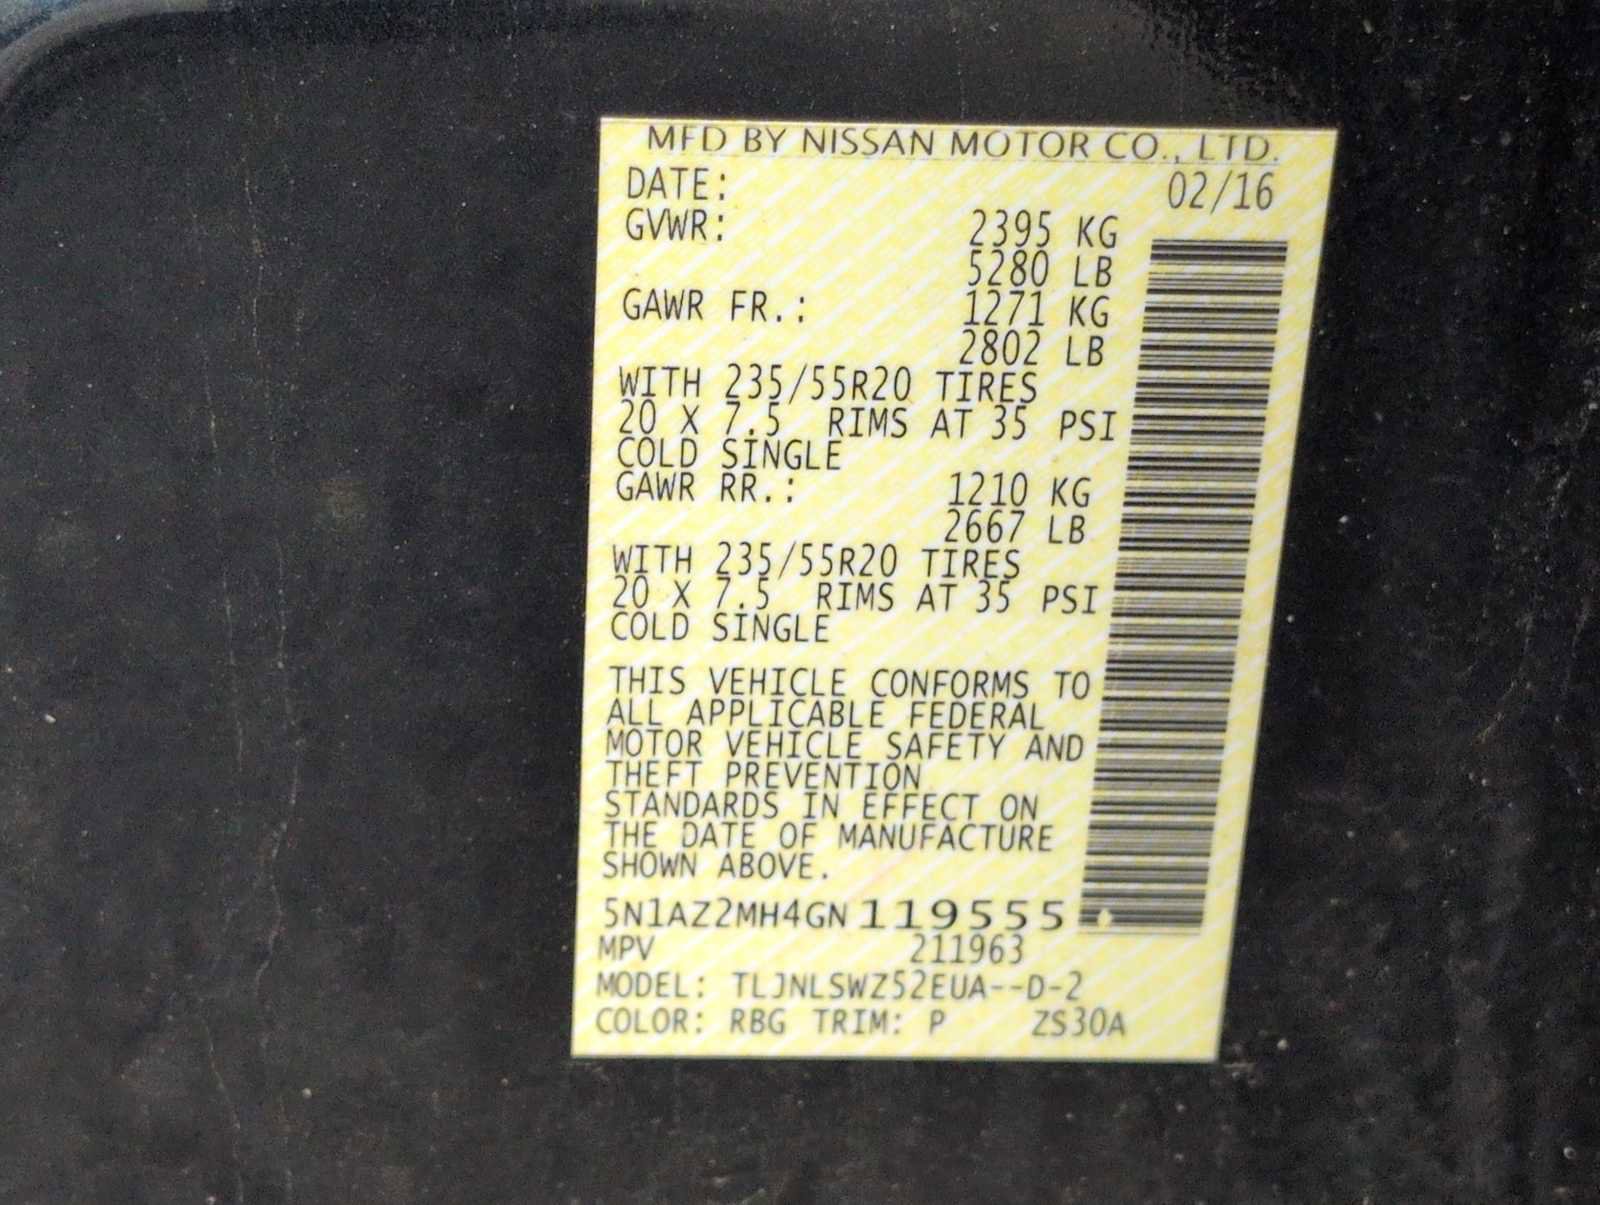 MFD BY NISSAN MOTOR CO., LTD.
DATE: 02/16
GVWR: 2395 KG
5280 LB
GAWR FR.: 1271 KG
2802 LB
WITH 235/55R20 TIRES
20 X 7.5 RIMS AT 35 PSI
COLD SINGLE
GAWR RR.: 1210 KG
2667 LB
WITH 235/55R20 TIRES
20 X 7.5 RIMS AT 35 PSI
COLD SINGLE
THIS VEHICLE CONFORMS TO
ALL APPLICABLE FEDERAL
MOTOR VEHICLE SAFETY AND
THEFT PREVENTION
STANDARDS IN EFFECT ON
THE DATE OF MANUFACTURE
SHOWN ABOVE.
5N1AZ2MH4GN119555
MPV 211963
MODEL: TLJNLSWZ52EUA--D-2
COLOR: RBG TRIM: P ZS30A